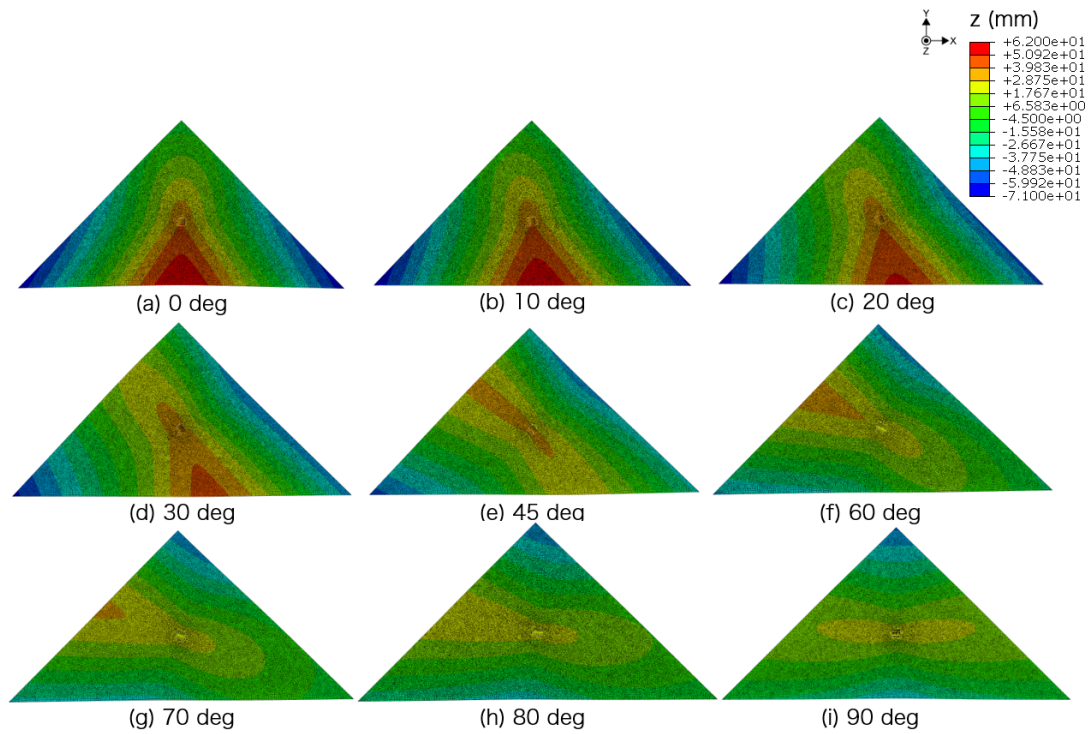 Y
X
Z
z (mm)
+6.200e+01
+5.092e+01
+3.983e+01
+2.875e+01
+1.767e+01
+6.583e+00
-4.500e+00
-1.558e+01
-2.667e+01
-3.775e+01
-4.883e+01
-5.992e+01
-7.100e+01
(a) 0 deg
(b) 10 deg
(c) 20 deg
(d) 30 deg
(e) 45 deg
(f) 60 deg
(g) 70 deg
(h) 80 deg
(i) 90 deg